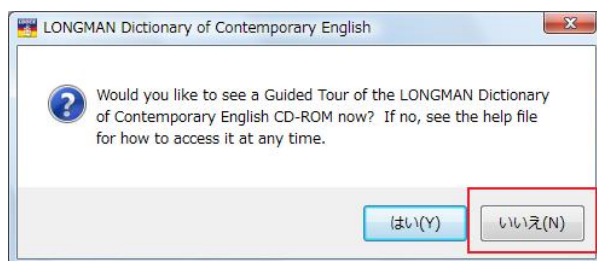 LONGMAN Dictionary of Contemporary English
Would you like to see a Guided Tour of the LONGMAN Dictionary
of Contemporary English CD-ROM now? If no, see the help file
for how to access it at any time.
はい(Y) いいえ(N)